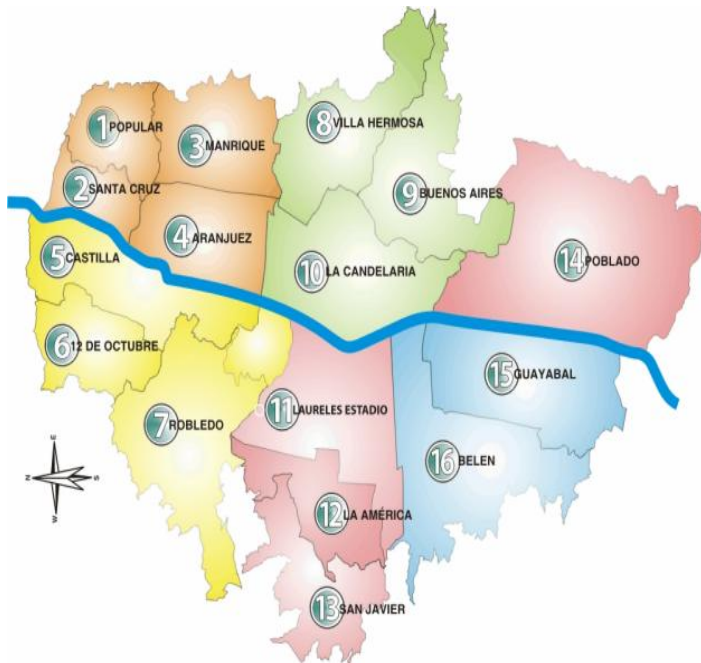 1 POPULAR
2 SANTA CRUZ
3 MANRIQUE
4 ARANJUEZ
5 CASTILLA
6 12 DE OCTUBRE
7 ROBLEDO
8 VILLA HERMOSA
9 BUENOS AIRES
10 LA CANDELARIA
11 LAURELES ESTADIO
12 LA AMÉRICA
13 SAN JAVIER
14 POBLADO
15 GUAYABAL
16 BELEN
E
N
S
W